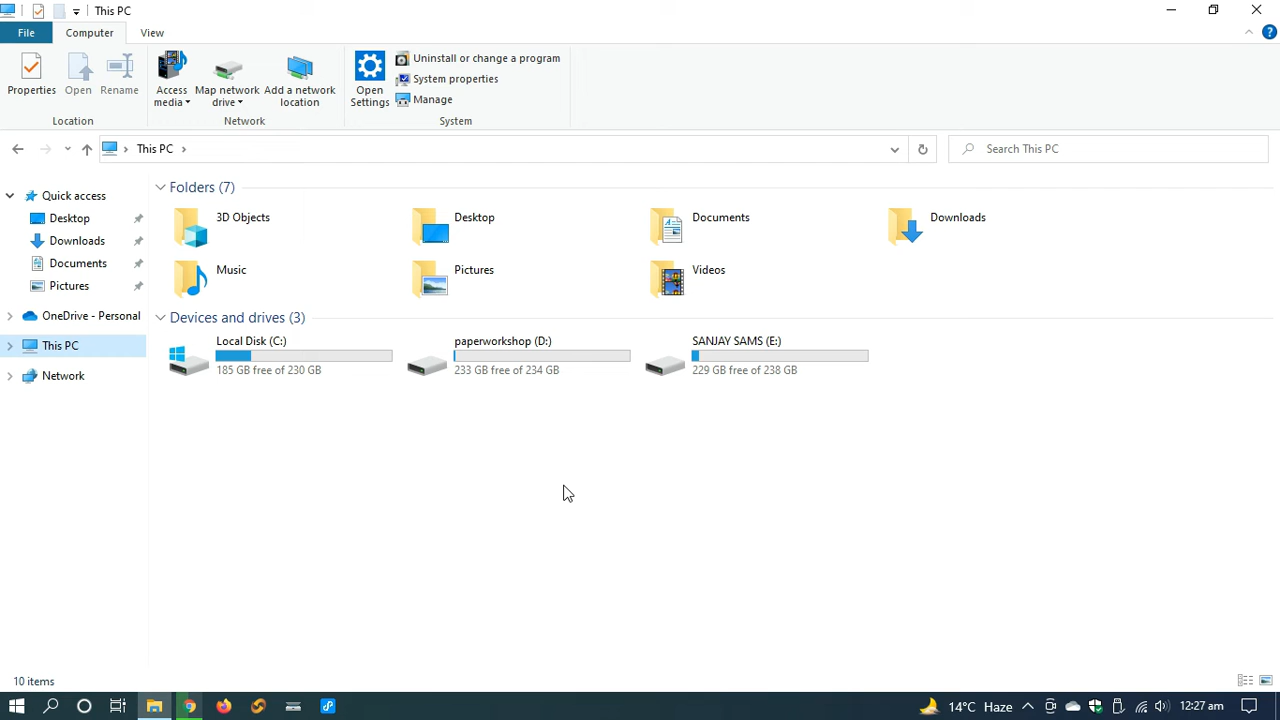 This PC
File Computer View
Properties Open Rename Access media Map network drive Add a network location Open Settings Uninstall or change a program
System properties
Manage
Location Network System
This PC Search This PC
Quick access
Desktop
Downloads
Documents
Pictures
OneDrive - Personal
This PC
Network
Folders (7)
3D Objects Desktop Documents Downloads
Music Pictures Videos
Devices and drives (3)
Local Disk (C:) paperworkshop (D:) SANJAY SAMS (E:)
185 GB free of 230 GB 233 GB free of 234 GB 229 GB free of 238 GB
10 items
14°C Haze 12:27 am